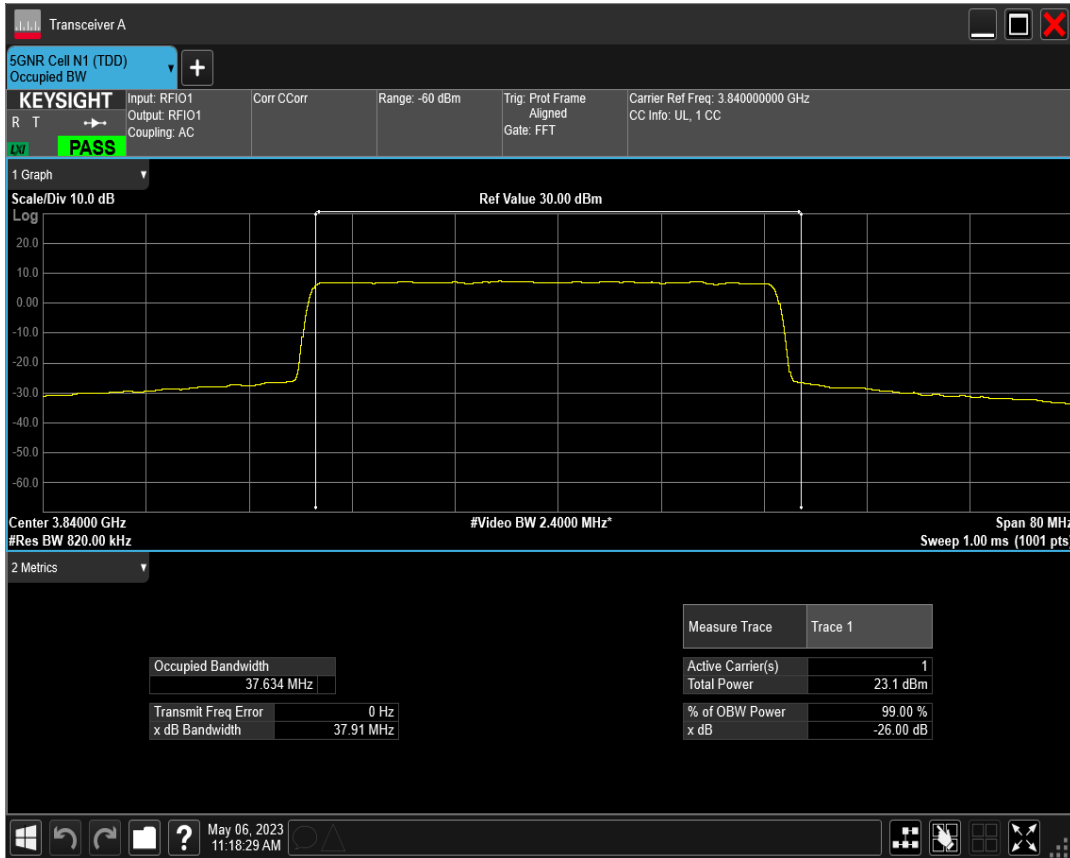 Transceiver A
5GNR Cell N1 (TDD)
Occupied BW
+
KEYSIGHT
R T
LXI
PASS
Input: RFIO1
Output: RFIO1
Coupling: AC
Corr CCorr
Range: -60 dBm
Trig: Prot Frame
Aligned
Gate: FFT
Carrier Ref Freq: 3.840000000 GHz
CC Info: UL, 1 CC
1 Graph
Scale/Div 10.0 dB
Ref Value 30.00 dBm
Log
20.0
10.0
0.00
-10.0
-20.0
-30.0
-40.0
-50.0
-60.0
Center 3.84000 GHz
#Video BW 2.4000 MHz*
Span 80 MHz
#Res BW 820.00 kHz
Sweep 1.00 ms (1001 pts)
2 Metrics
Measure Trace Trace 1
Occupied Bandwidth
37.634 MHz
Active Carrier(s) 1
Total Power 23.1 dBm
Transmit Freq Error 0 Hz
x dB Bandwidth 37.91 MHz
% of OBW Power 99.00 %
x dB -26.00 dB
?
May 06, 2023
11:18:29 AM